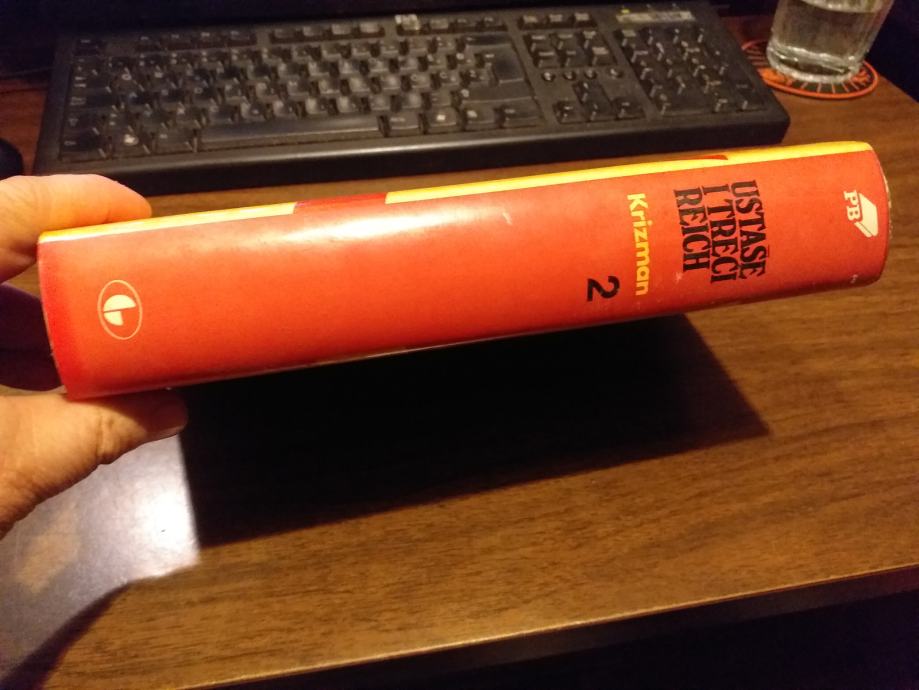 PB
USTAŠE
I TREĆI
REICH
Krizman
2